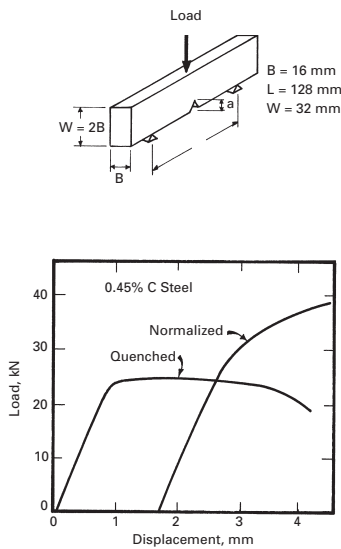 Load
B = 16 mm
L = 128 mm
W = 32 mm
a
W = 2B
B
0.45% C Steel
Normalized
Quenched
Load, kN
40
30
20
10
0
0 1 2 3 4
Displacement, mm